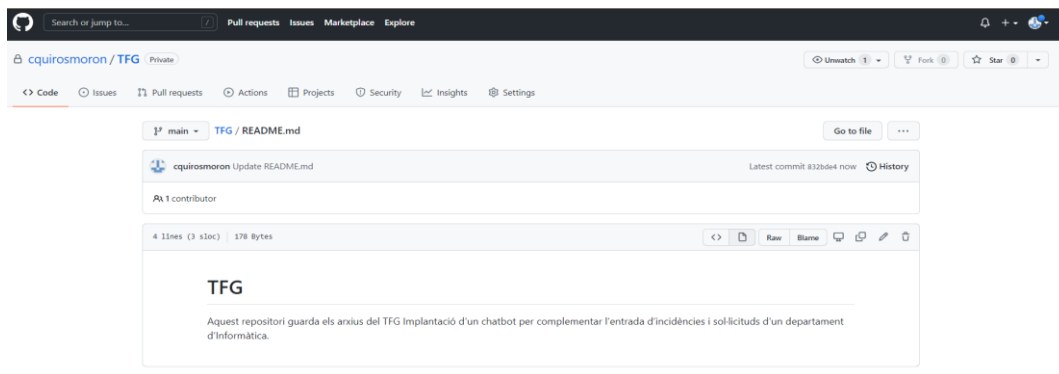 Search or jump to... /
Pull requests Issues Marketplace Explore
cquirosmoron / TFG Private
Unwatch 1 Fork 0 Star 0
<> Code Issues Pull requests Actions Projects Security Insights Settings
main TFG / README.md Go to file ...
cquirosmoron Update README.md Latest commit 832bde4 now History
1 contributor
4 lines (3 sloc) 178 Bytes <> Raw Blame
TFG
Aquest repositori guarda els arxius del TFG Implantació d'un chatbot per complementar l'entrada d'incidències i sol·licituds d'un departament
d'Informàtica.